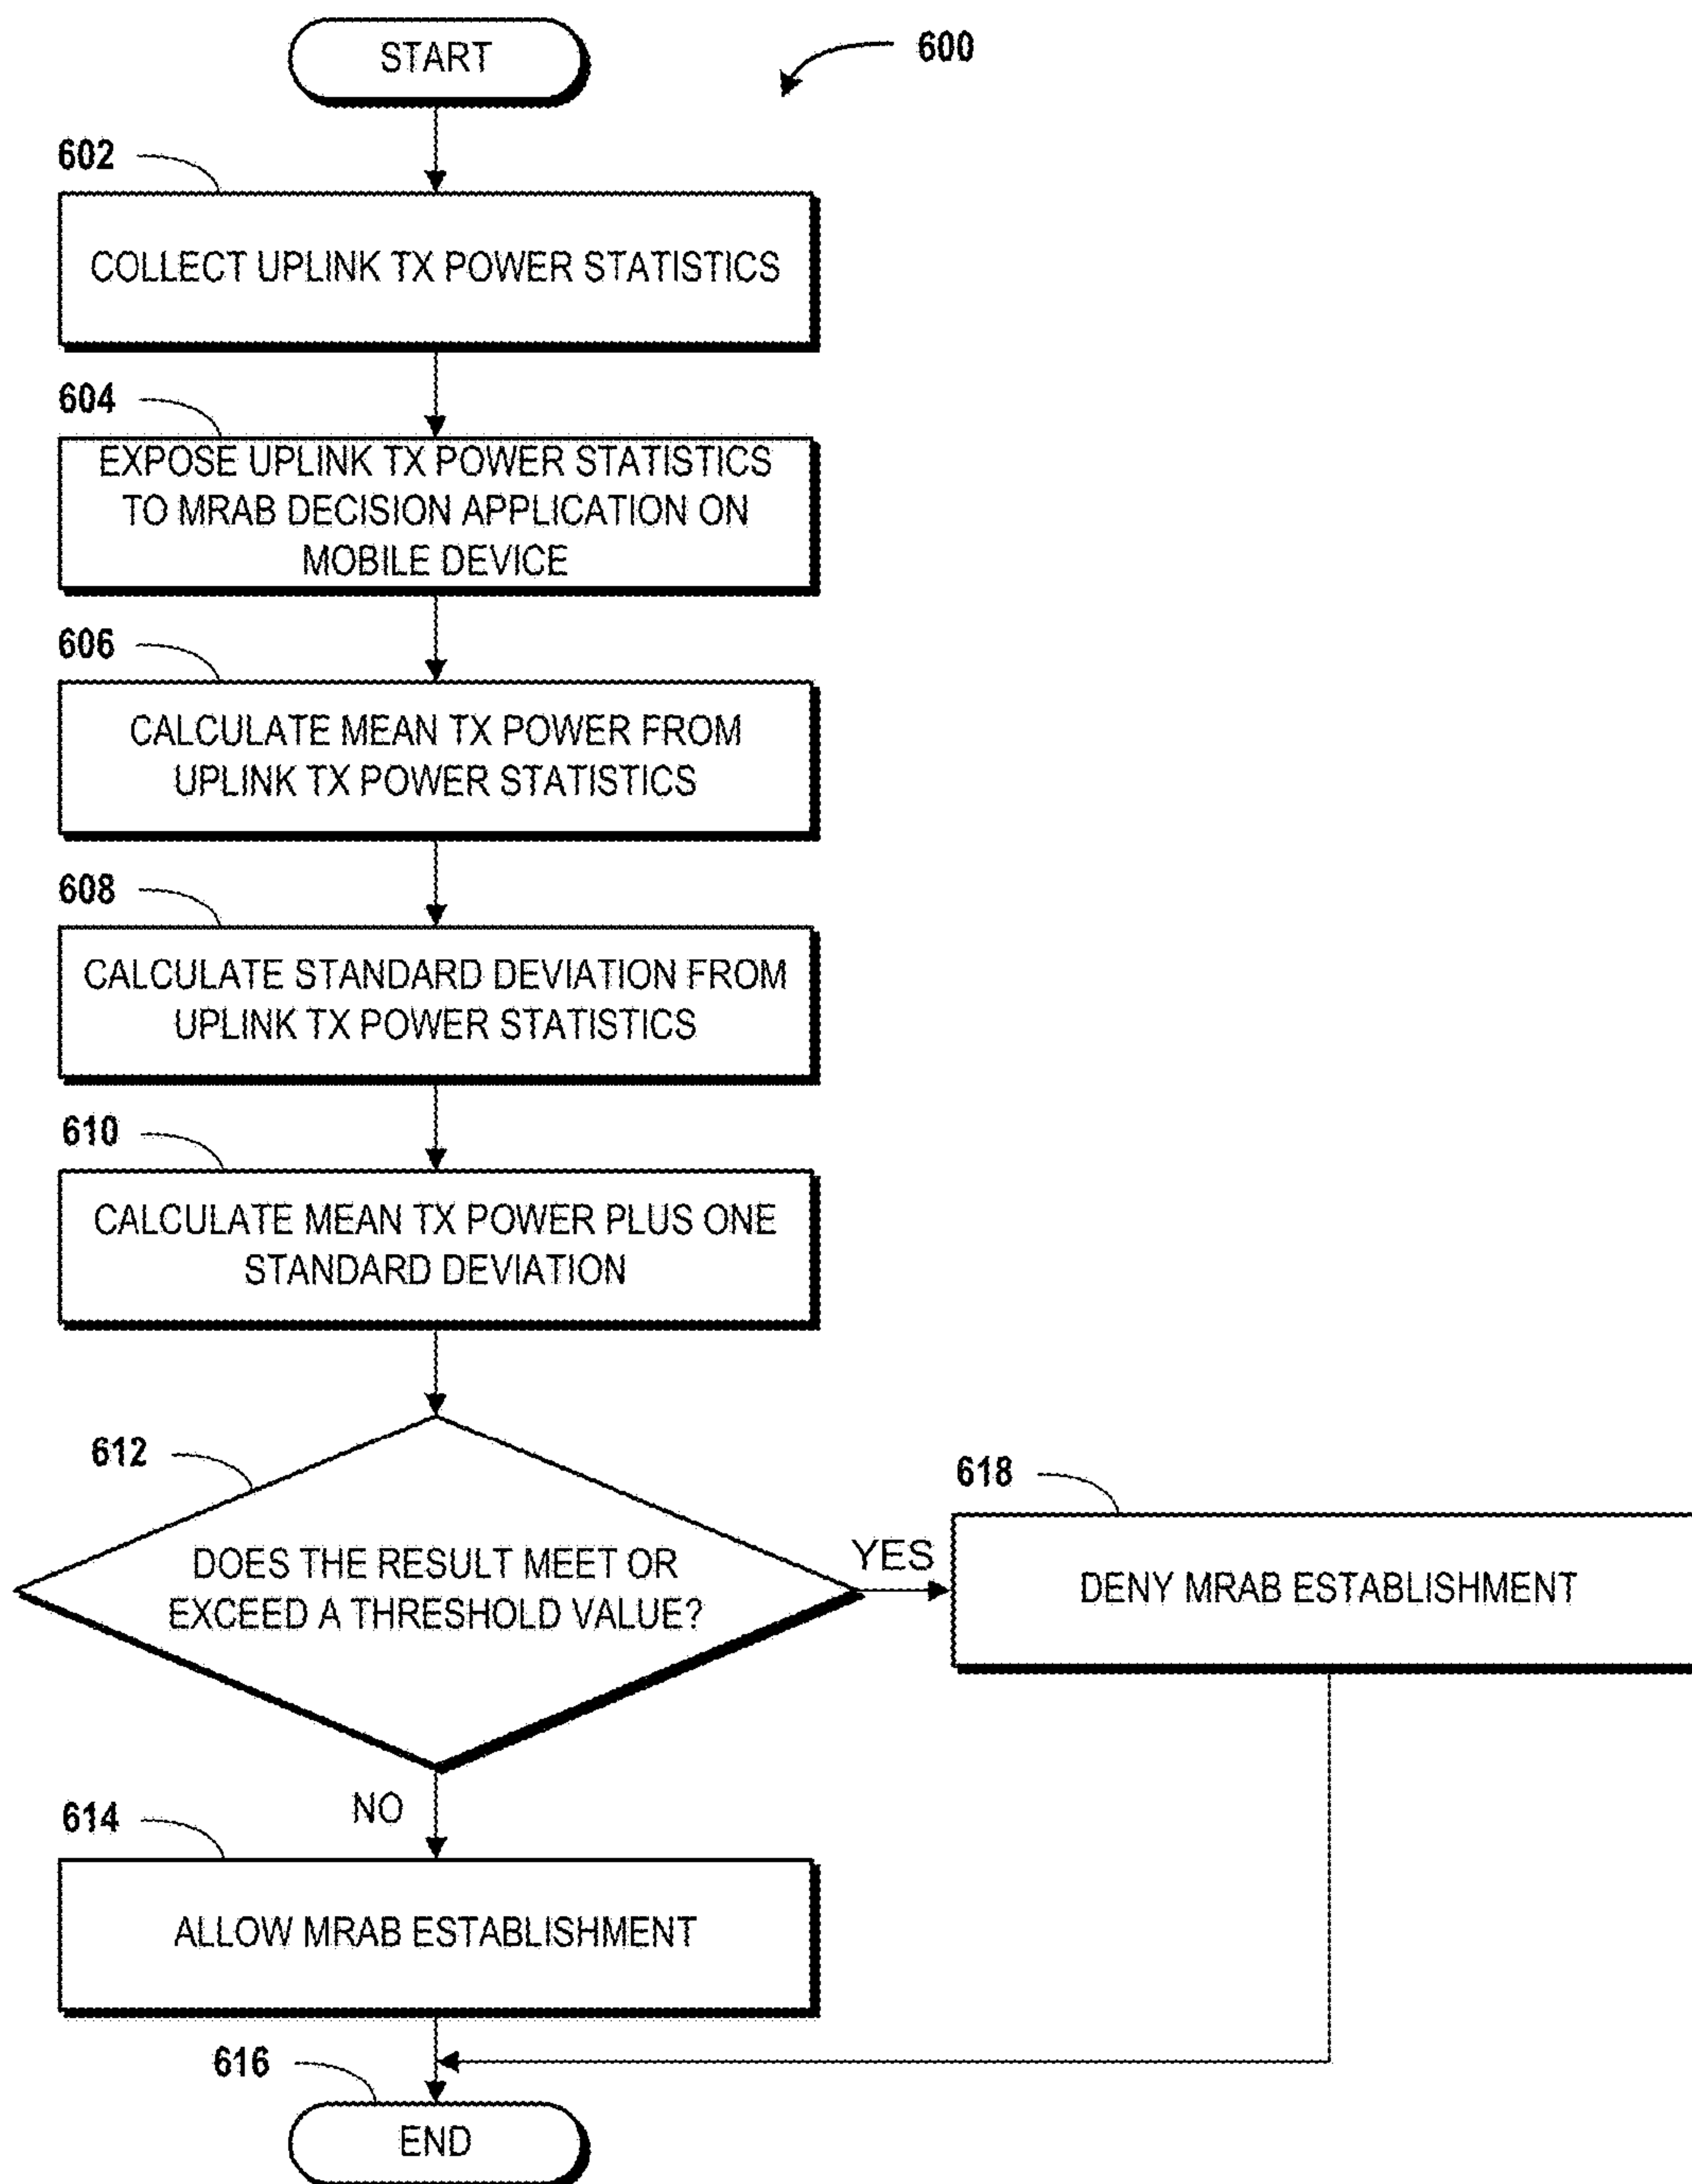 START
600
602
COLLECT UPLINK TX POWER STATISTICS
604
EXPOSE UPLINK TX POWER STATISTICS
TO MRAB DECISION APPLICATION ON
MOBILE DEVICE
606
CALCULATE MEAN TX POWER FROM
UPLINK TX POWER STATISTICS
608
CALCULATE STANDARD DEVIATION FROM
UPLINK TX POWER STATISTICS
610
CALCULATE MEAN TX POWER PLUS ONE
STANDARD DEVIATION
612
DOES THE RESULT MEET OR
EXCEED A THRESHOLD VALUE?
YES
618
DENY MRAB ESTABLISHMENT
NO
614
ALLOW MRAB ESTABLISHMENT
616
END